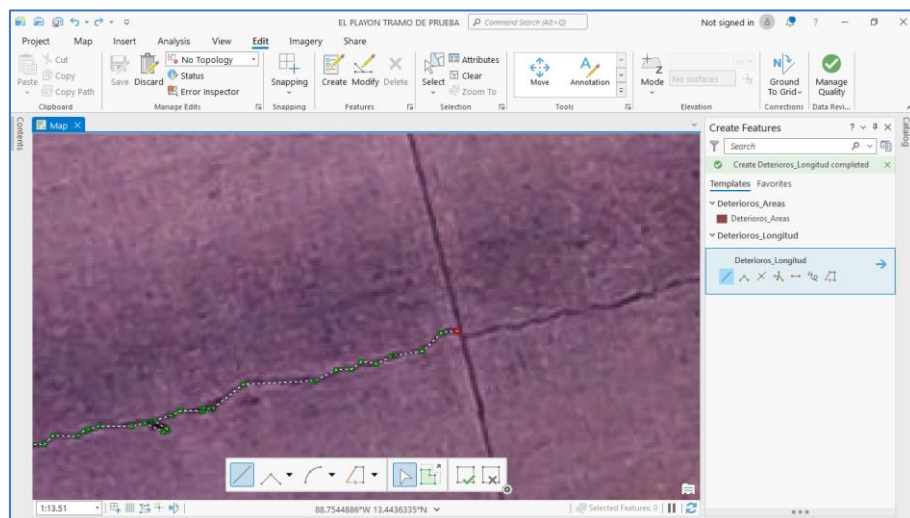 EL PLAYON TRAMO DE PRUEBA
Command Search (Alt+Q)
Not signed in
Project Map Insert Analysis View Edit Imagery Share
Cut
Copy
Copy Path
Paste
Clipboard
Save Discard
No Topology
Status
Error Inspector
Manage Edits
Snapping
Snapping
Create Modify Delete
Features
Select
Attributes
Clear
Zoom To
Selection
Move Annotation
Tools
Mode
No surfaces
Elevation
Ground To Grid
Corrections
Manage Quality
Data Revi...
Contents
Map
Create Features
Search
Create Deterioros_Longitud completed
Templates Favorites
Deterioros_Areas
Deterioros_Areas
Deterioros_Longitud
Deterioros_Longitud
Catalog
1:13.51
88.7544886°W 13.4436335°N
Selected Features: 0